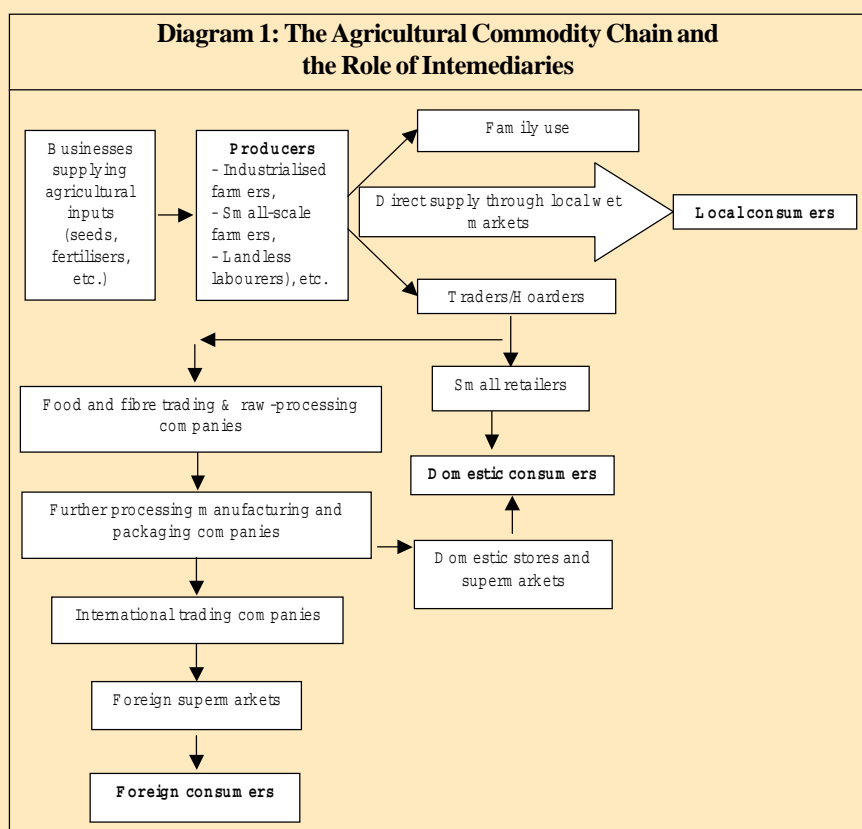 Diagram 1: The Agricultural Commodity Chain and
the Role of Intemediaries
Businesses
supplying
agricultural
inputs
(seeds,
fertilisers,
etc.)
Producers
- Industrialised
farmers,
- Small-scale
farmers,
- Landless
labourers), etc.
Family use
Direct supply through local wet
markets
Local consumers
Traders/Hoarders
Small retailers
Food and fibre trading & raw-processing
companies
Domestic consumers
Further processing manufacturing and
packaging companies
Domestic stores and
supermarkets
International trading companies
Foreign supermarkets
Foreign consumers